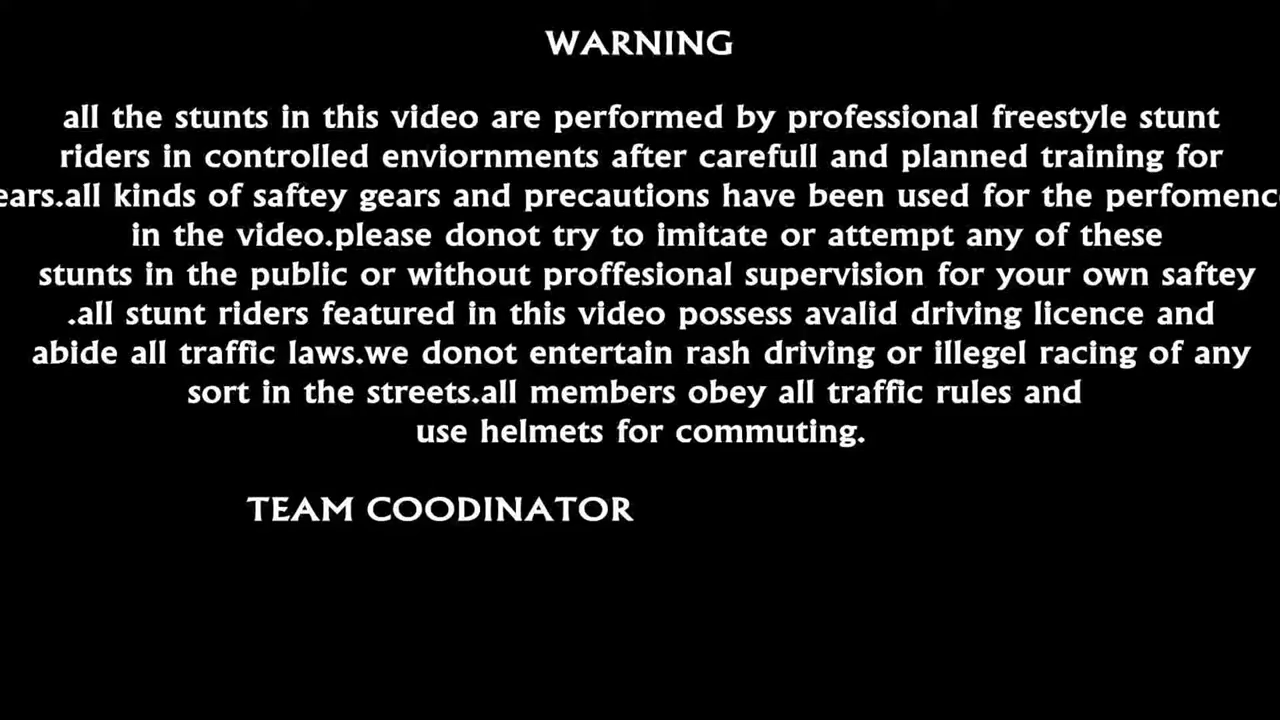 WARNING
all the stunts in this video are performed by professional freestyle stunt
riders in controlled enviornments after carefull and planned training for
ears.all kinds of saftey gears and precautions have been used for the perfomenc
in the video.please donot try to imitate or attempt any of these
stunts in the public or without proffesional supervision for your own saftey
.all stunt riders featured in this video possess avalid driving licence and
abide all traffic laws.we donot entertain rash driving or illegel racing of any
sort in the streets.all members obey all traffic rules and
use helmets for commuting.
TEAM COODINATOR